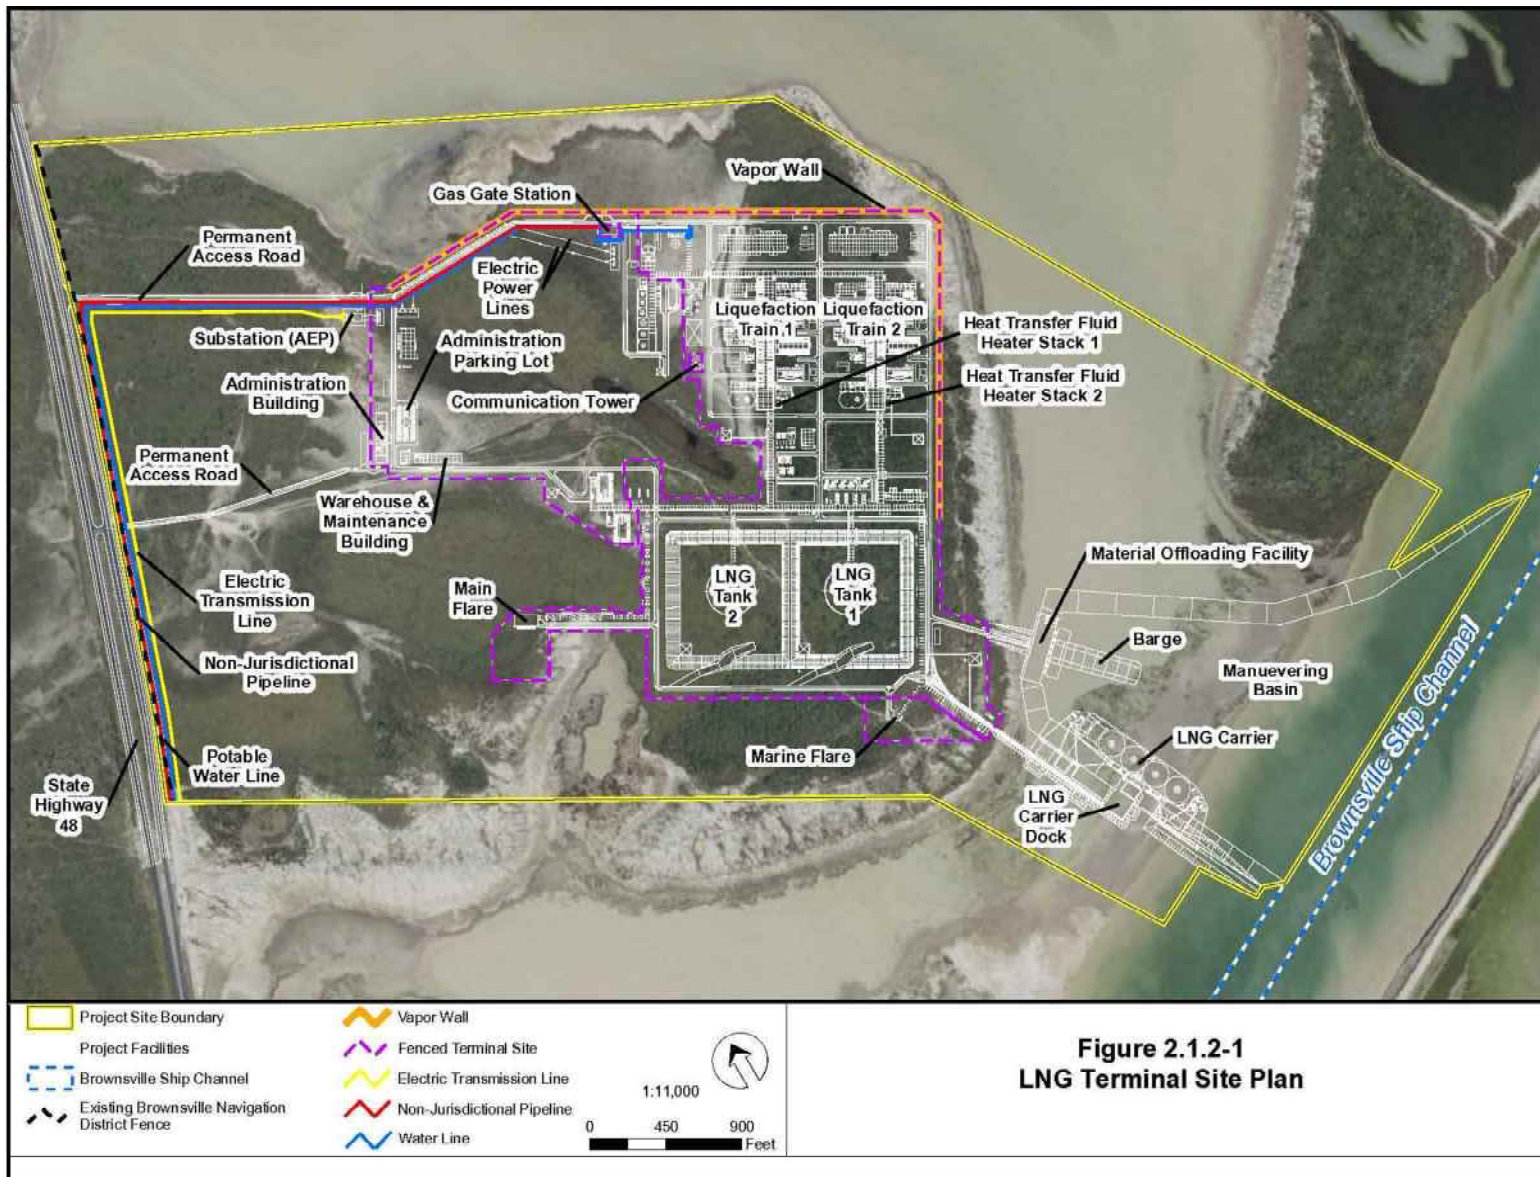 Vapor Wall
Gas Gate Station
Permanent
Access Road
Electric
Power
Lines
Liquefaction
Train 1
Liquefaction
Train 2
Heat Transfer Fluid
Heater Stack 1
Substation (AEP)
Administration
Parking Lot
Administration
Building
Communication Tower
Heat Transfer Fluid
Heater Stack 2
Permanent
Access Road
Warehouse &
Maintenance
Building
Material Offloading Facility
Electric
Transmission
Line
Main
Flare
LNG
Tank
2
LNG
Tank
1
Barge
Manuevering
Basin
Non-Jurisdictional
Pipeline
Brownsville Ship Channel
Potable
Water Line
Marine Flare
LNG Carrier
State
Highway
48
LNG
Carrier
Dock
Project Site Boundary
Project Facilities
Brownsville Ship Channel
Existing Brownsville Navigation
District Fence
Vapor Wall
Fenced Terminal Site
Electric Transmission Line
Non-Jurisdictional Pipeline
Water Line
1:11,000
0 450 900
Feet
Figure 2.1.2-1
LNG Terminal Site Plan